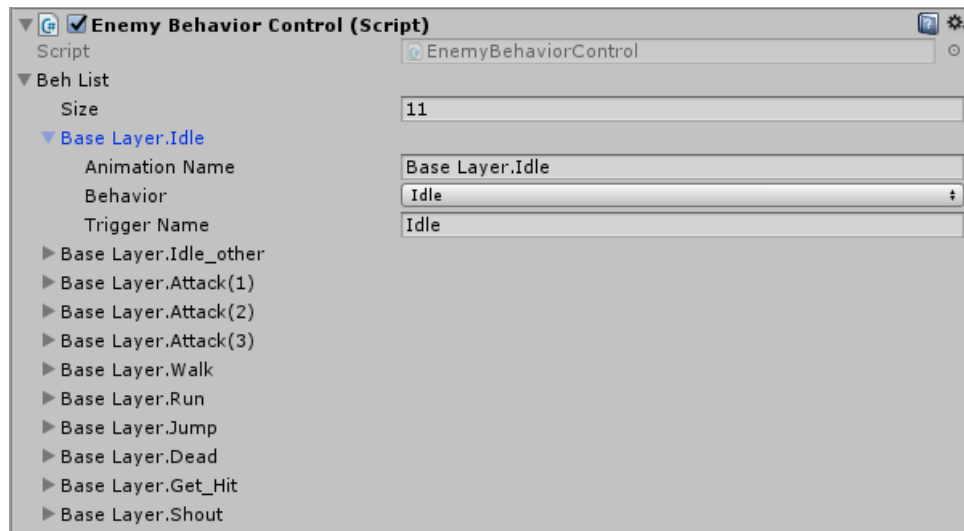 Enemy Behavior Control (Script)
Script EnemyBehaviorControl
Beh List
Size 11
Base Layer.Idle
Animation Name Base Layer.Idle
Behavior Idle
Trigger Name Idle
Base Layer.Idle_other
Base Layer.Attack(1)
Base Layer.Attack(2)
Base Layer.Attack(3)
Base Layer.Walk
Base Layer.Run
Base Layer.Jump
Base Layer.Dead
Base Layer.Get_Hit
Base Layer.Shout